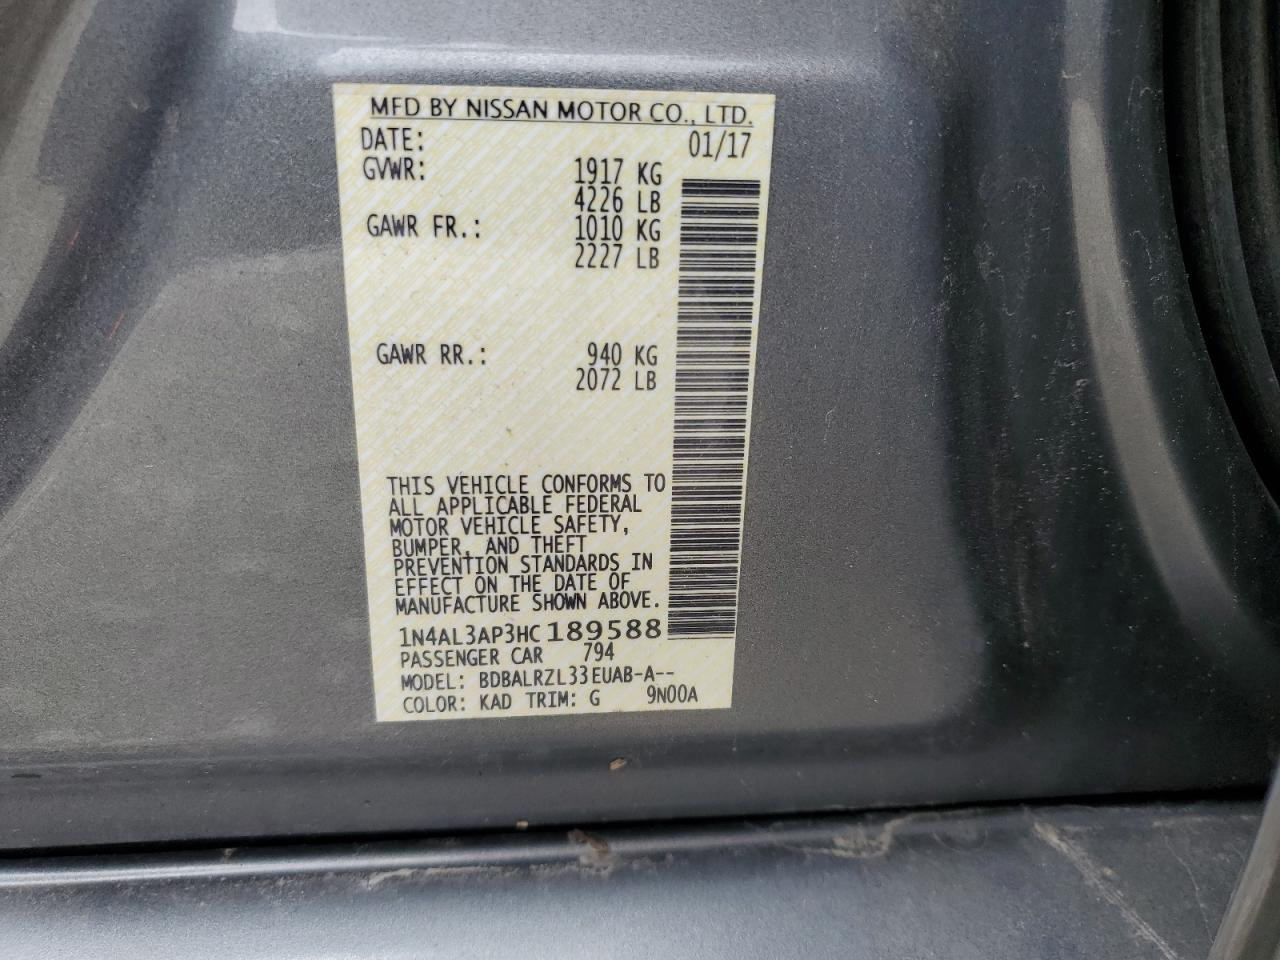 MFD BY NISSAN MOTOR CO., LTD.
DATE: 01/17
GVWR: 1917 KG
4226 LB
GAWR FR.: 1010 KG
2227 LB
GAWR RR.: 940 KG
2072 LB
THIS VEHICLE CONFORMS TO
ALL APPLICABLE FEDERAL
MOTOR VEHICLE SAFETY,
BUMPER, AND THEFT
PREVENTION STANDARDS IN
EFFECT ON THE DATE OF
MANUFACTURE SHOWN ABOVE.
1N4AL3AP3HC189588
PASSENGER CAR 794
MODEL: BDBALRZL33EUAB-A--
COLOR: KAD TRIM: G 9N00A